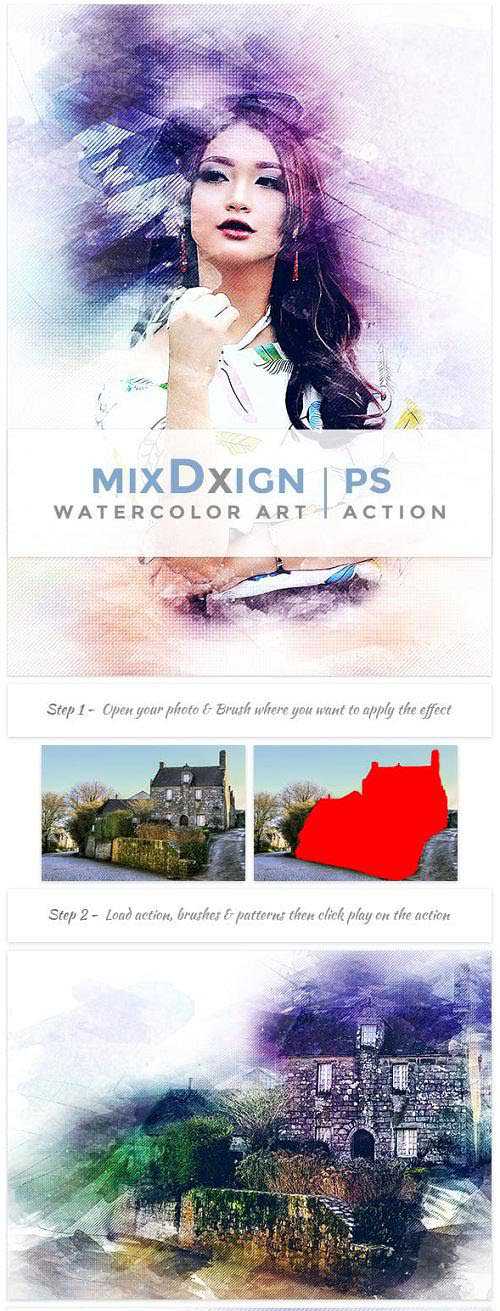 MIXDXIGN | PS
WATERCOLOR ART | ACTION
Step 1 - Open your photo & Brush where you want to apply the effect
Step 2 - Load action, brushes & patterns then click play on the action